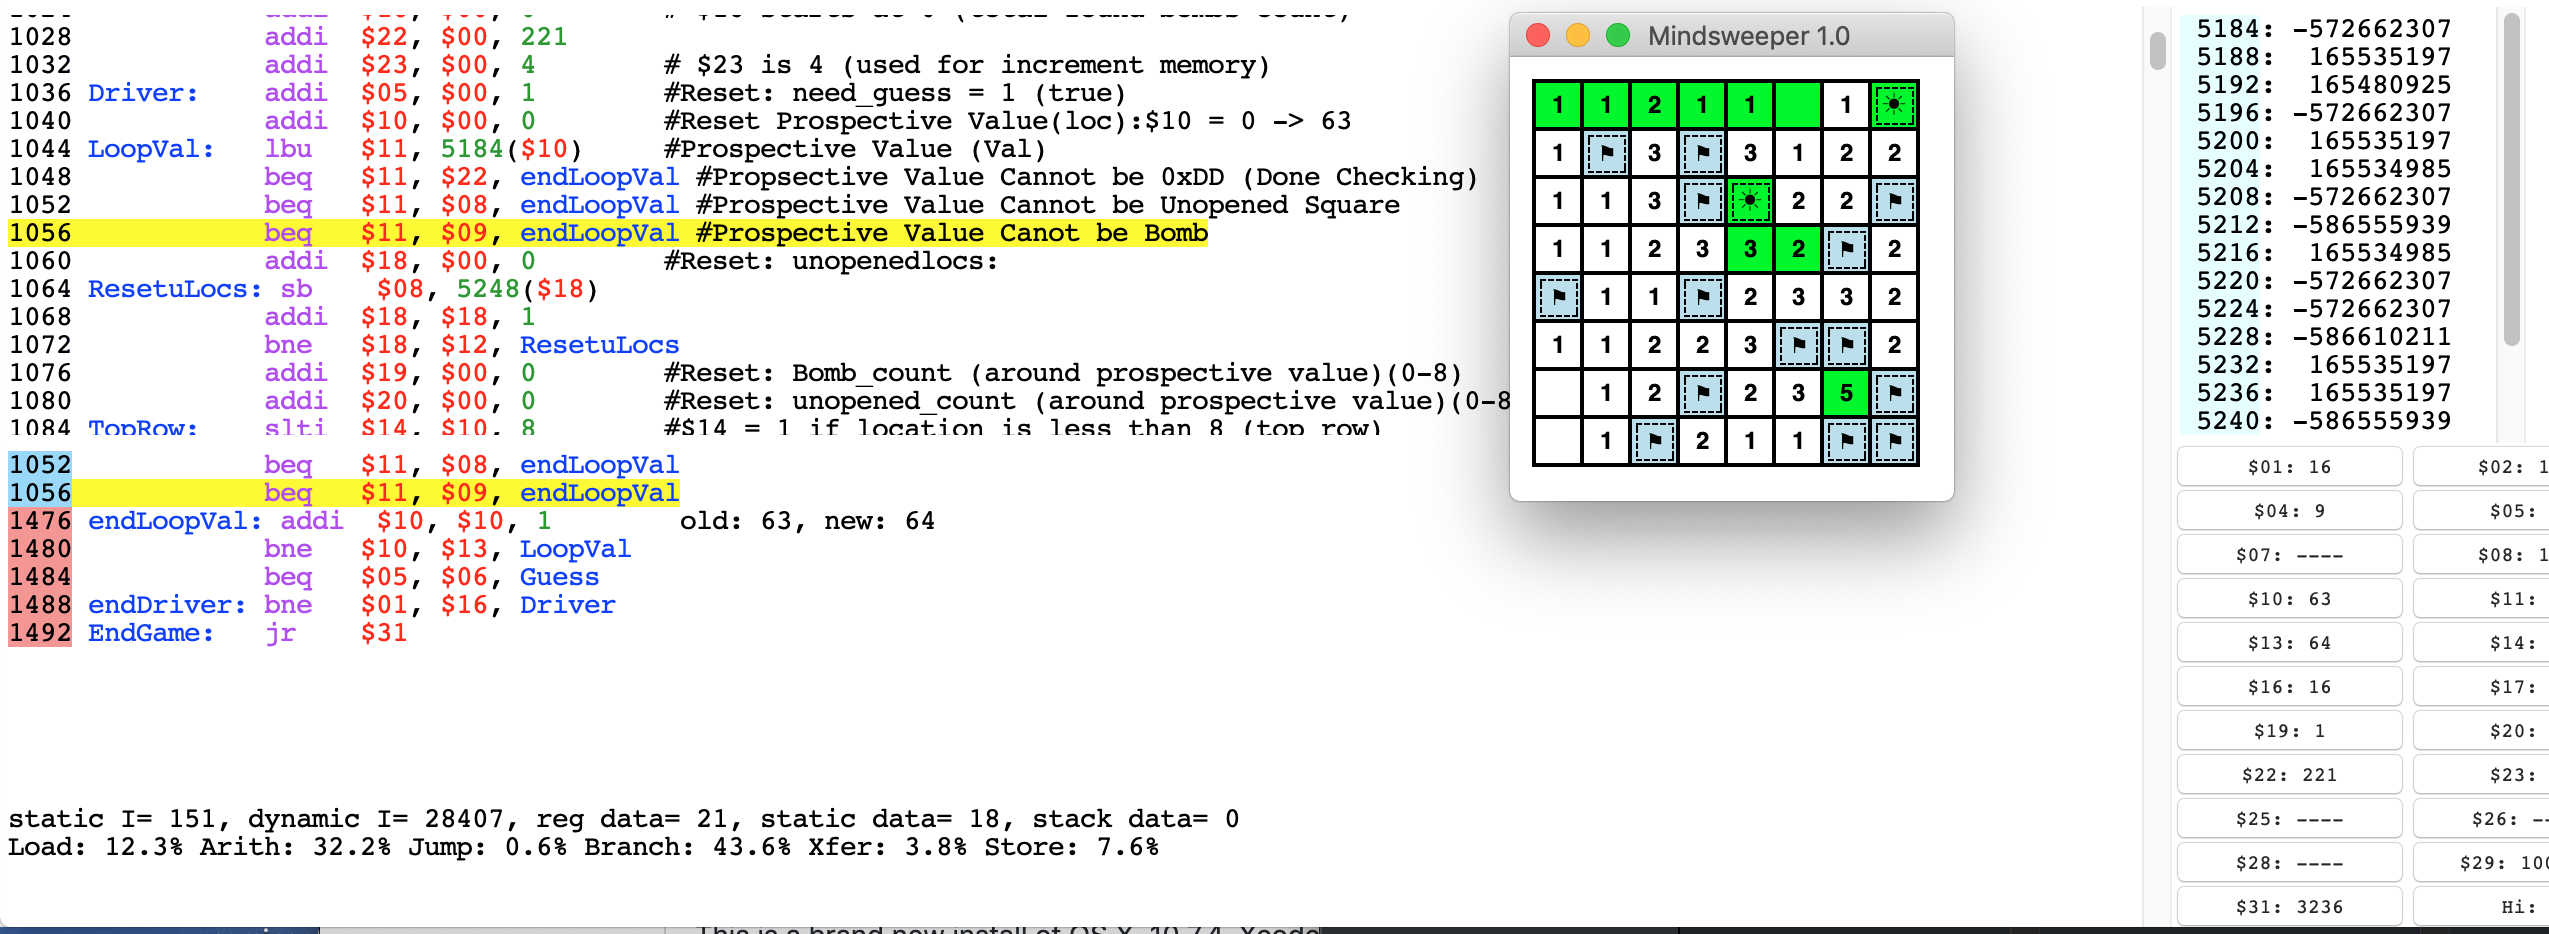 1028 addi $22, $00, 221
1032 addi $23, $00, 4 # $23 is 4 (used for increment memory)
1036 Driver: addi $05, $00, 1 #Reset: need_guess = 1 (true)
1040 addi $10, $00, 0 #Reset Prospective Value(loc):$10 = 0 -> 63
1044 LoopVal: lbu $11, 5184($10) #Prospective Value (Val)
1048 beq $11, $22, endLoopVal #Propsective Value Cannot be 0xDD (Done Checking)
1052 beq $11, $08, endLoopVal #Prospective Value Cannot be Unopened Square
1056 beq $11, $09, endLoopVal #Prospective Value Canot be Bomb
1060 addi $18, $00, 0 #Reset: unopenedlocs:
1064 ResetuLocs: sb $08, 5248($18)
1068 addi $18, $18, 1
1072 bne $18, $12, ResetuLocs
1076 addi $19, $00, 0 #Reset: Bomb_count (around prospective value)(0-8)
1080 addi $20, $00, 0 #Reset: unopened_count (around prospective value)(0-8
1084 TopRow: slti $14, $10, 8 #$14 = 1 if location is less than 8 (top row)
1052 beq $11, $08, endLoopVal
1056 beq $11, $09, endLoopVal
1476 endLoopVal: addi $10, $10, 1 old: 63, new: 64
1480 bne $10, $13, LoopVal
1484 beq $05, $06, Guess
1488 endDriver: bne $01, $16, Driver
1492 EndGame: jr $31
static I= 151, dynamic I= 28407, reg data= 21, static data= 18, stack data= 0
Load: 12.3% Arith: 32.2% Jump: 0.6% Branch: 43.6% Xfer: 3.8% Store: 7.6%
Mindsweeper 1.0
1 1 2 1 1 1
1 3 3 1 2 2
1 1 3 2 2
1 1 2 3 3 2 2
1 1 2 3 3 2
1 1 2 2 3 2
1 2 2 3 5
1 2 1 1
5184: -572662307
5188: 165535197
5192: 165480925
5196: -572662307
5200: 165535197
5204: 165534985
5208: -572662307
5212: -586555939
5216: 165534985
5220: -572662307
5224: -572662307
5228: -586610211
5232: 165535197
5236: 165535197
5240: -586555939
$01: 16 $02: 1
$04: 9 $05:
$07: ---- $08: 1
$10: 63 $11:
$13: 64 $14:
$16: 16 $17:
$19: 1 $20:
$22: 221 $23:
$25: ---- $26: --
$28: ---- $29: 100
$31: 3236 Hi:
This is a brand new install of OS X, 10.7.4, Xcode